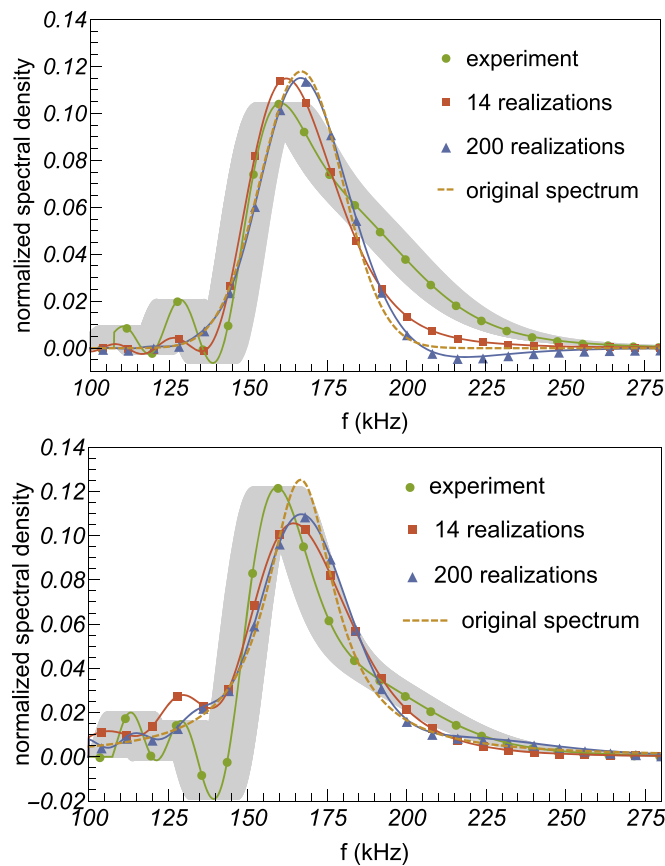 normalized spectral density
0.14
0.12
0.10
0.08
0.06
0.04
0.02
0.00
experiment
14 realizations
200 realizations
original spectrum
100 125 150 175 200 225 250 275
f (kHz)
normalized spectral density
0.14
0.12
0.10
0.08
0.06
0.04
0.02
0.00
−0.02
experiment
14 realizations
200 realizations
original spectrum
100 125 150 175 200 225 250 275
f (kHz)